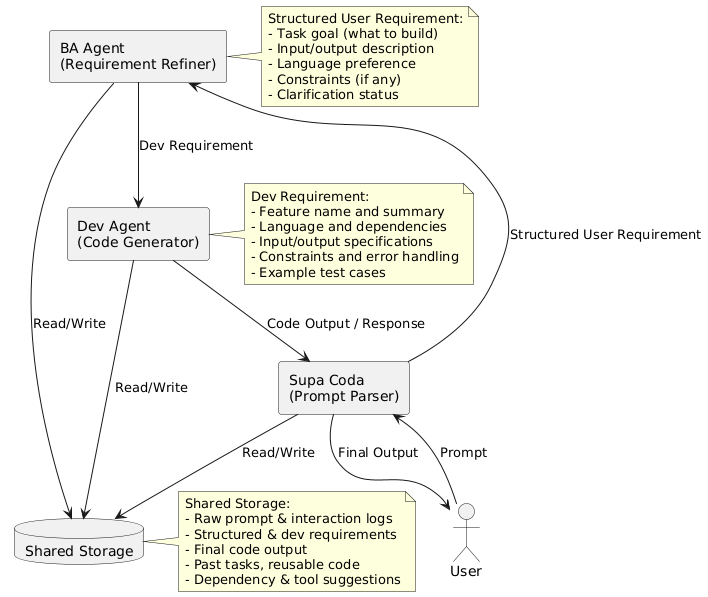 Structured User Requirement:
- Task goal (what to build)
- Input/output description
- Language preference
- Constraints (if any)
- Clarification status
BA Agent
(Requirement Refiner)
Dev Requirement
Dev Requirement:
- Feature name and summary
- Language and dependencies
- Input/output specifications
- Constraints and error handling
- Example test cases
Dev Agent
(Code Generator)
Structured User Requirement
Read/Write
Code Output / Response
Read/Write
Supa Coda
(Prompt Parser)
Read/Write
Final Output
Prompt
Shared Storage:
- Raw prompt & interaction logs
- Structured & dev requirements
- Final code output
- Past tasks, reusable code
- Dependency & tool suggestions
Shared Storage
User